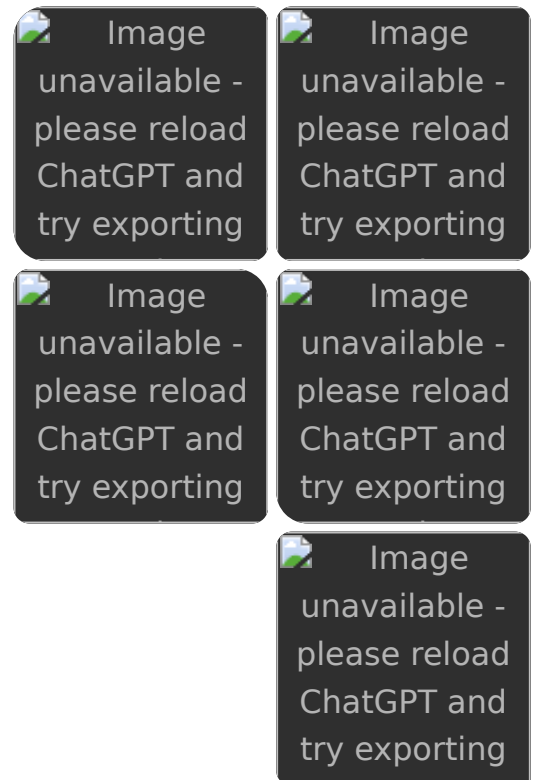 Image
unavailable -
please reload
ChatGPT and
try exporting
Image
unavailable -
please reload
ChatGPT and
try exporting
Image
unavailable -
please reload
ChatGPT and
try exporting
Image
unavailable -
please reload
ChatGPT and
try exporting
Image
unavailable -
please reload
ChatGPT and
try exporting